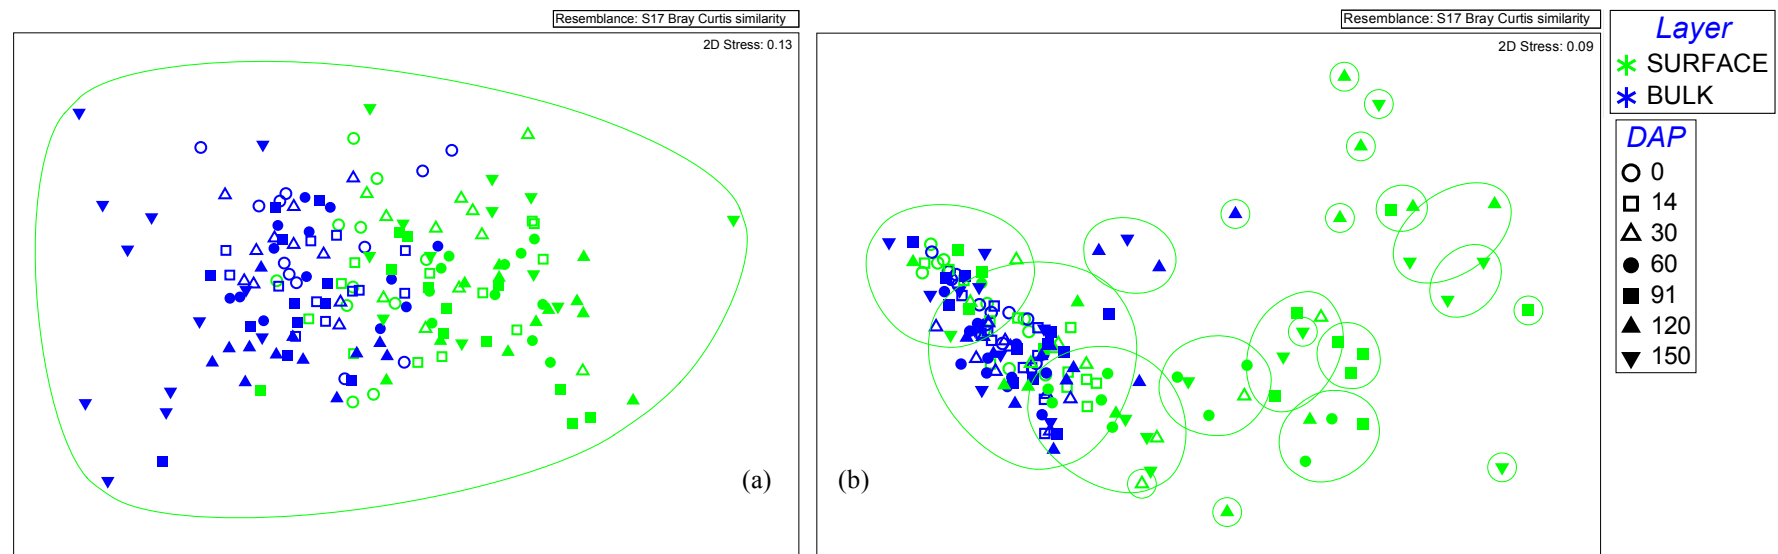 Resemblance: S17 Bray Curtis similarity
2D Stress: 0.13
(a)
Resemblance: S17 Bray Curtis similarity
2D Stress: 0.09
(b)
Layer
SURFACE
BULK
DAP
0
14
30
60
91
120
150